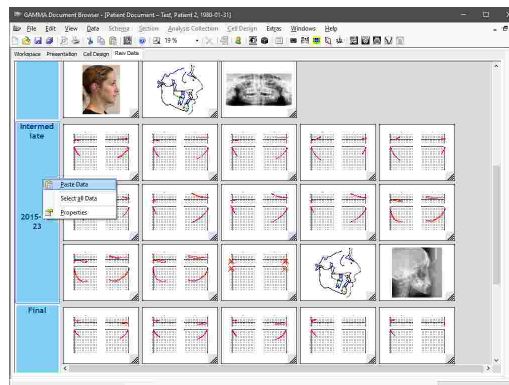 GAMMA Document Browser - [Patient Document - Test, Patient 2, 1980-01-31]
File Edit View Data Schema Section Analysis Collection Cell Design Extras Windows Help
19 %
Workspace Presentation Cell Design Raw Data
Intermed
iate
Paste Data
Select all Data
Properties
2015-
23
Final